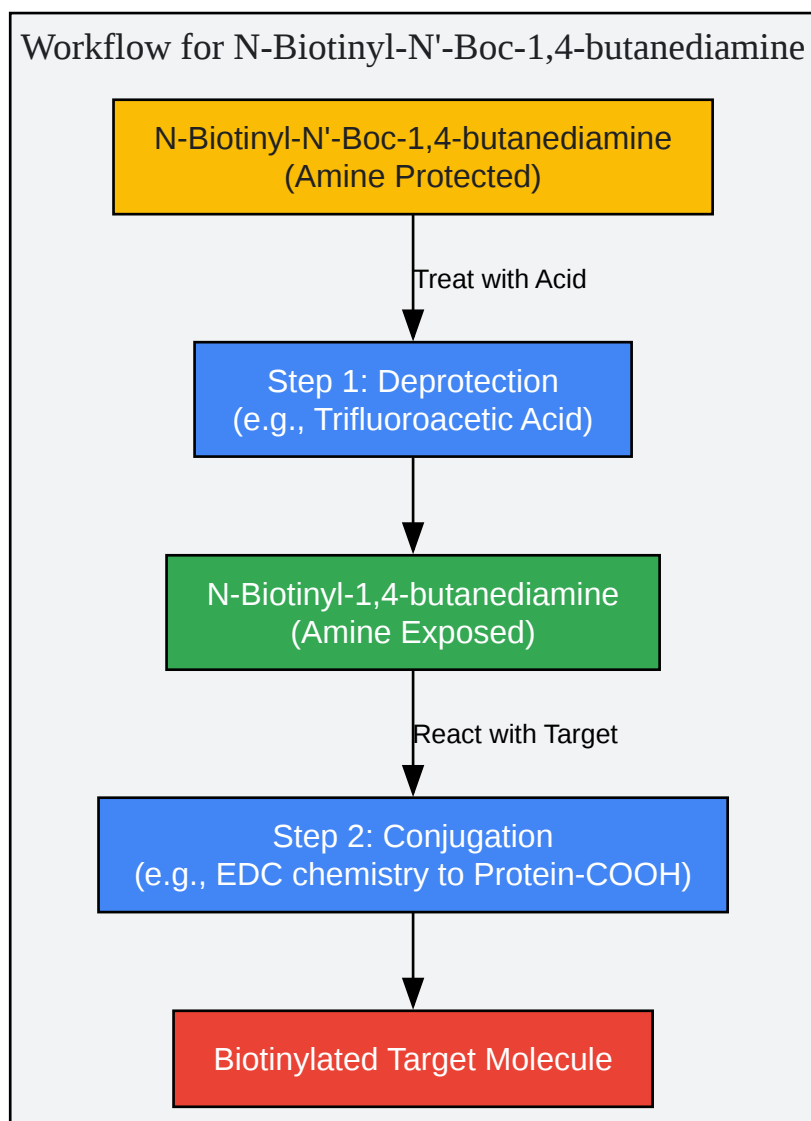 Workflow for N-Biotinyl-N'-Boc-1,4-butanediamine
N-Biotinyl-N'-Boc-1,4-butanediamine
(Amine Protected)
Treat with Acid
Step 1: Deprotection
(e.g., Trifluoroacetic Acid)
N-Biotinyl-1,4-butanediamine
(Amine Exposed)
React with Target
Step 2: Conjugation
(e.g., EDC chemistry to Protein-COOH)
Biotinylated Target Molecule